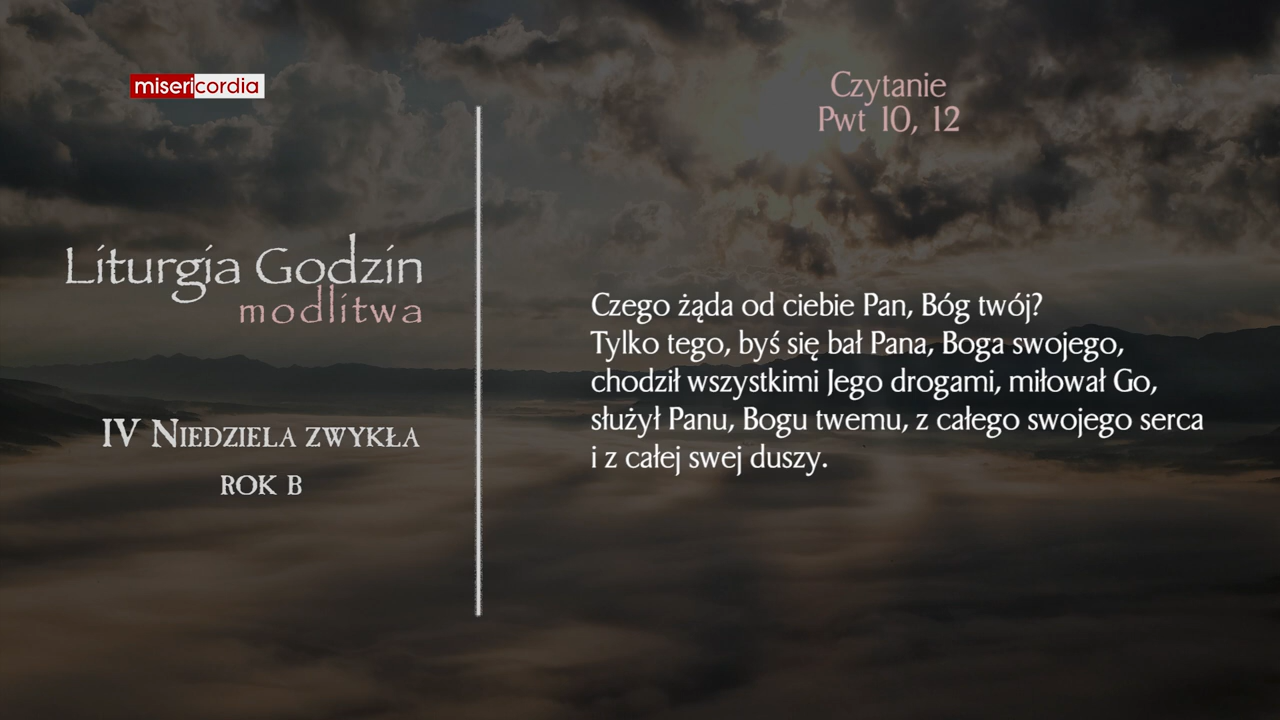 misericordia
Liturgia Godzin
modlitwa
IV Niedziela zwykła
rok B
Czytanie
Pwt 10, 12
Czego żąda od ciebie Pan, Bóg twój?
Tylko tego, byś się bał Pana, Boga swojego,
chodził wszystkimi Jego drogami, miłował Go,
służył Panu, Bogu twemu, z całego swojego serca
i z całej swej duszy.